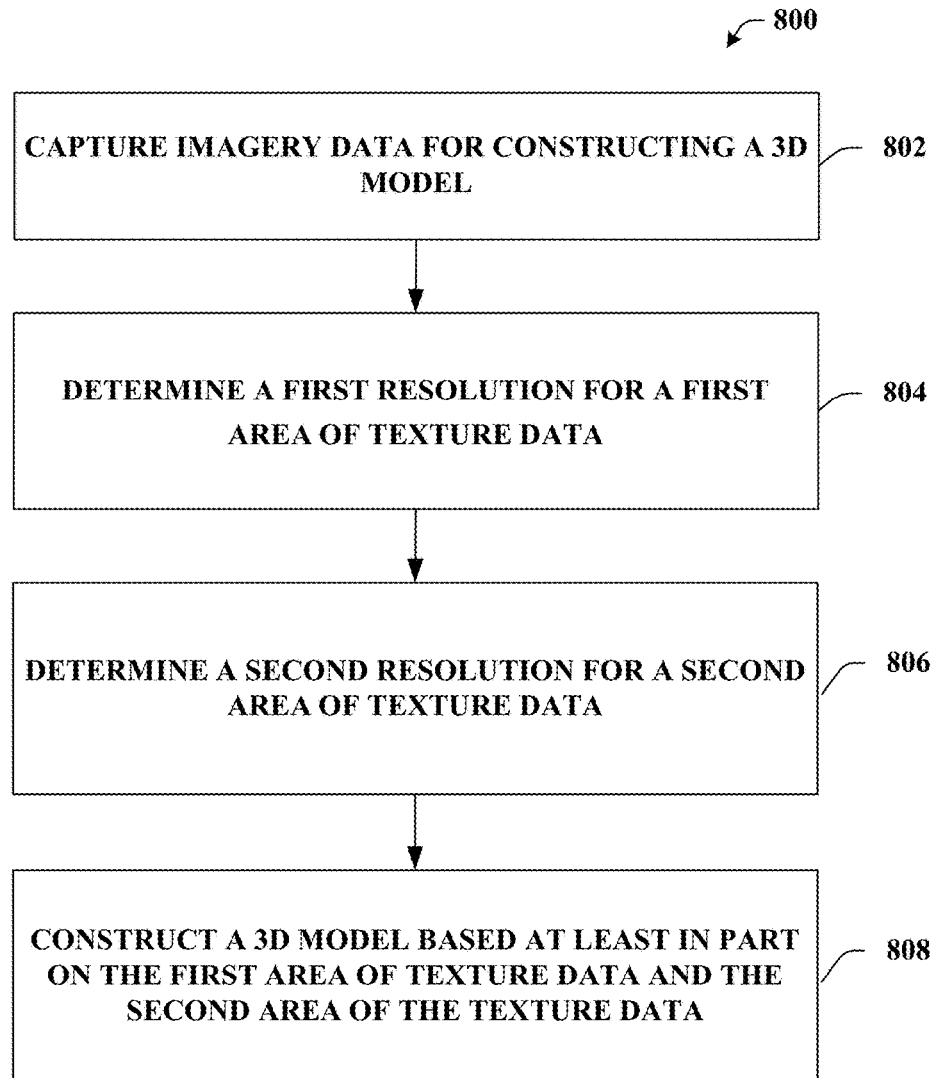 800
CAPTURE IMAGERY DATA FOR CONSTRUCTING A 3D
MODEL
802
DETERMINE A FIRST RESOLUTION FOR A FIRST
AREA OF TEXTURE DATA
804
DETERMINE A SECOND RESOLUTION FOR A SECOND
AREA OF TEXTURE DATA
806
CONSTRUCT A 3D MODEL BASED AT LEAST IN PART
ON THE FIRST AREA OF TEXTURE DATA AND THE
SECOND AREA OF THE TEXTURE DATA
808